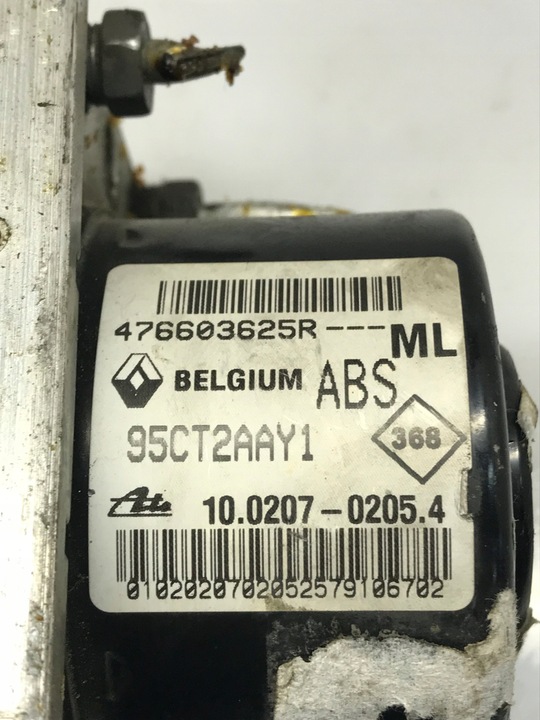 476603625R---ML
BELGIUM ABS
95CT2AAY1
368
Ate 10.0207-0205.4
0102020702052579106702